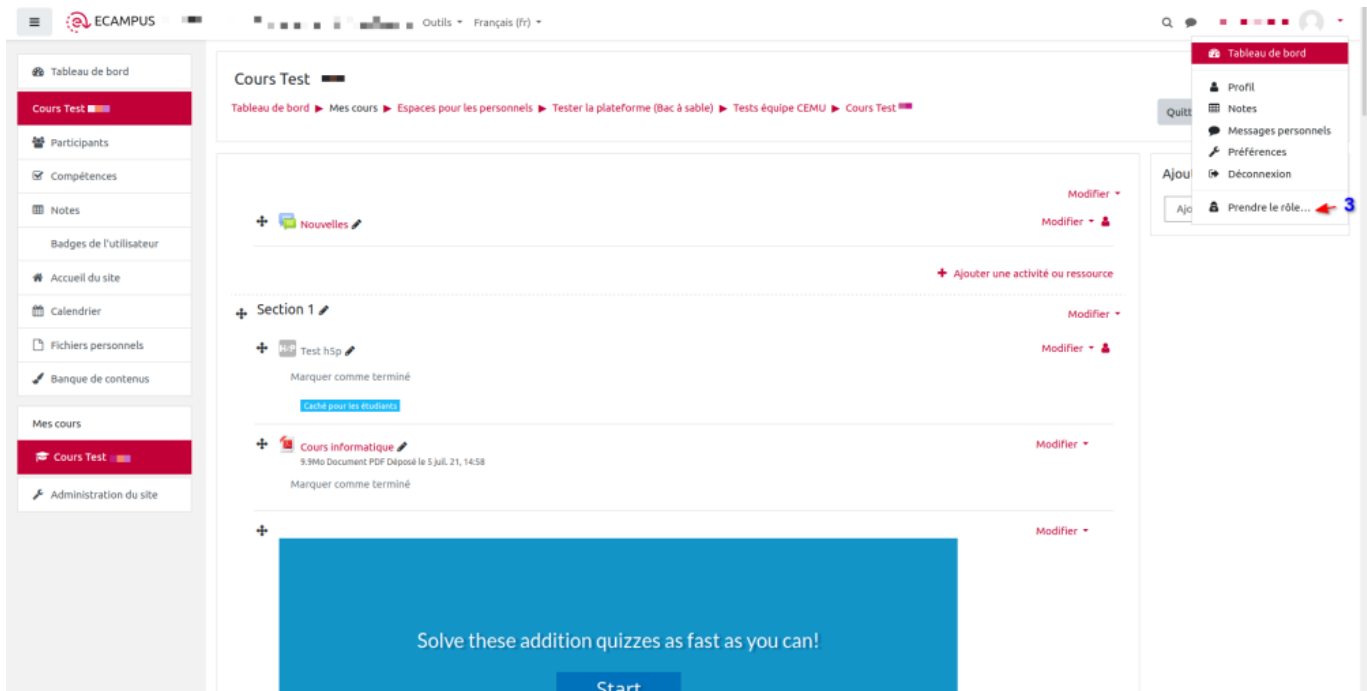 ECAMPUS
Outils
Français (fr)
Tableau de bord
Cours Test
Participants
Compétences
Notes
Badges de l'utilisateur
Accueil du site
Calendrier
Fichiers personnels
Banque de contenus
Mes cours
Cours Test
Administration du site
Cours Test
Tableau de bord ► Mes cours ► Espaces pour les personnels ► Tester la plateforme (Bac à sable) ► Tests équipe CEMU ► Cours Test
Modifier
Nouvelles
Modifier
Ajouter une activité ou ressource
Section 1
Modifier
H5P Test h5p
Modifier
Marquer comme terminé
Caché pour les étudiants
Cours informatique
Modifier
9.9Mo Document PDF Déposé le 5 juil. 21, 14:58
Marquer comme terminé
Modifier
Solve these addition quizzes as fast as you can!
Start
Tableau de bord
Profil
Notes
Messages personnels
Préférences
Déconnexion
Prendre le rôle... 3